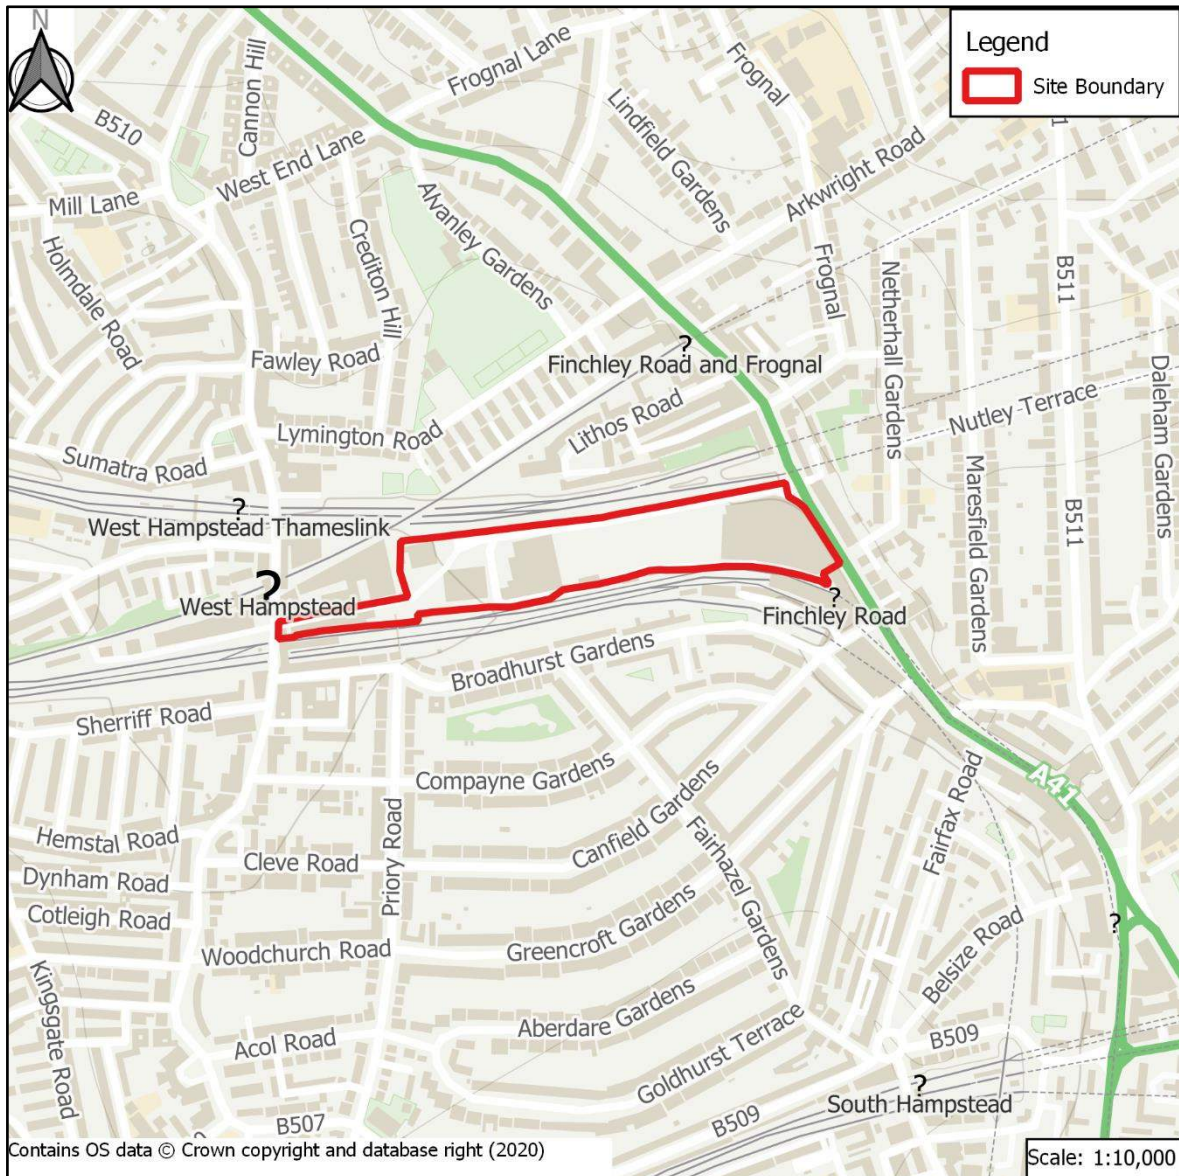 N
Legend
Site Boundary
Cannon Hill
Frognal Lane
Frognal
B510
Lindfield Gardens
West End Lane
Arkwright Road
Mill Lane
Alvanley Gardens
Crediton Hill
Holmdale Road
Frognal
Netherhall Gardens
B511
?
Fawley Road
Finchley Road and Frognal
Daleham Gardens
Lithos Road
Nutley Terrace
Lymington Road
Sumatra Road
Maresfield Gardens
B511
?
West Hampstead Thameslink
?
West Hampstead
?
Finchley Road
Broadhurst Gardens
Sherriff Road
Compayne Gardens
A41
Canfield Gardens
Fairfax Road
Hemstal Road
Priory Road
Cleve Road
Fairhazel Gardens
Dynham Road
Cotleigh Road
Greencroft Gardens
?
Woodchurch Road
Belsize Road
Kingsgate Road
Aberdare Gardens
Acol Road
Goldhurst Terrace
B509
?
South Hampstead
B507
B509
Contains OS data © Crown copyright and database right (2020)
Scale: 1:10,000